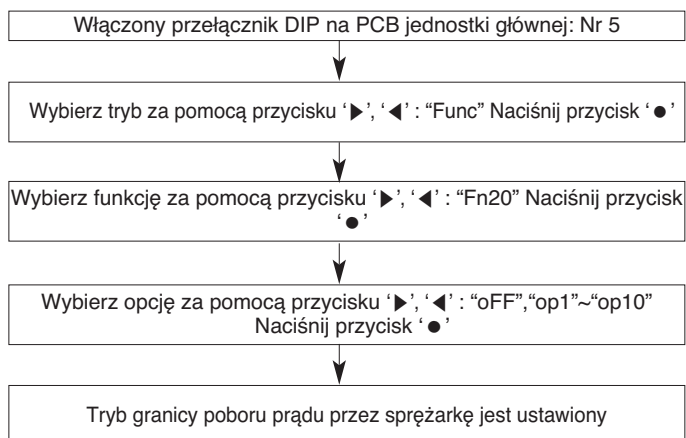 Włączony przełącznik DIP na PCB jednostki głównej: Nr 5
Wybierz tryb za pomocą przycisku ‘▶’, ‘◀’ : “Func” Naciśnij przycisk ‘●’
Wybierz funkcję za pomocą przycisku ‘▶’, ‘◀’ : “Fn20” Naciśnij przycisk
‘●’
Wybierz opcję za pomocą przycisku ‘▶’, ‘◀’ : “oFF”,“op1”~“op10”
Naciśnij przycisk ‘●’
Tryb granicy poboru prądu przez sprężarkę jest ustawiony